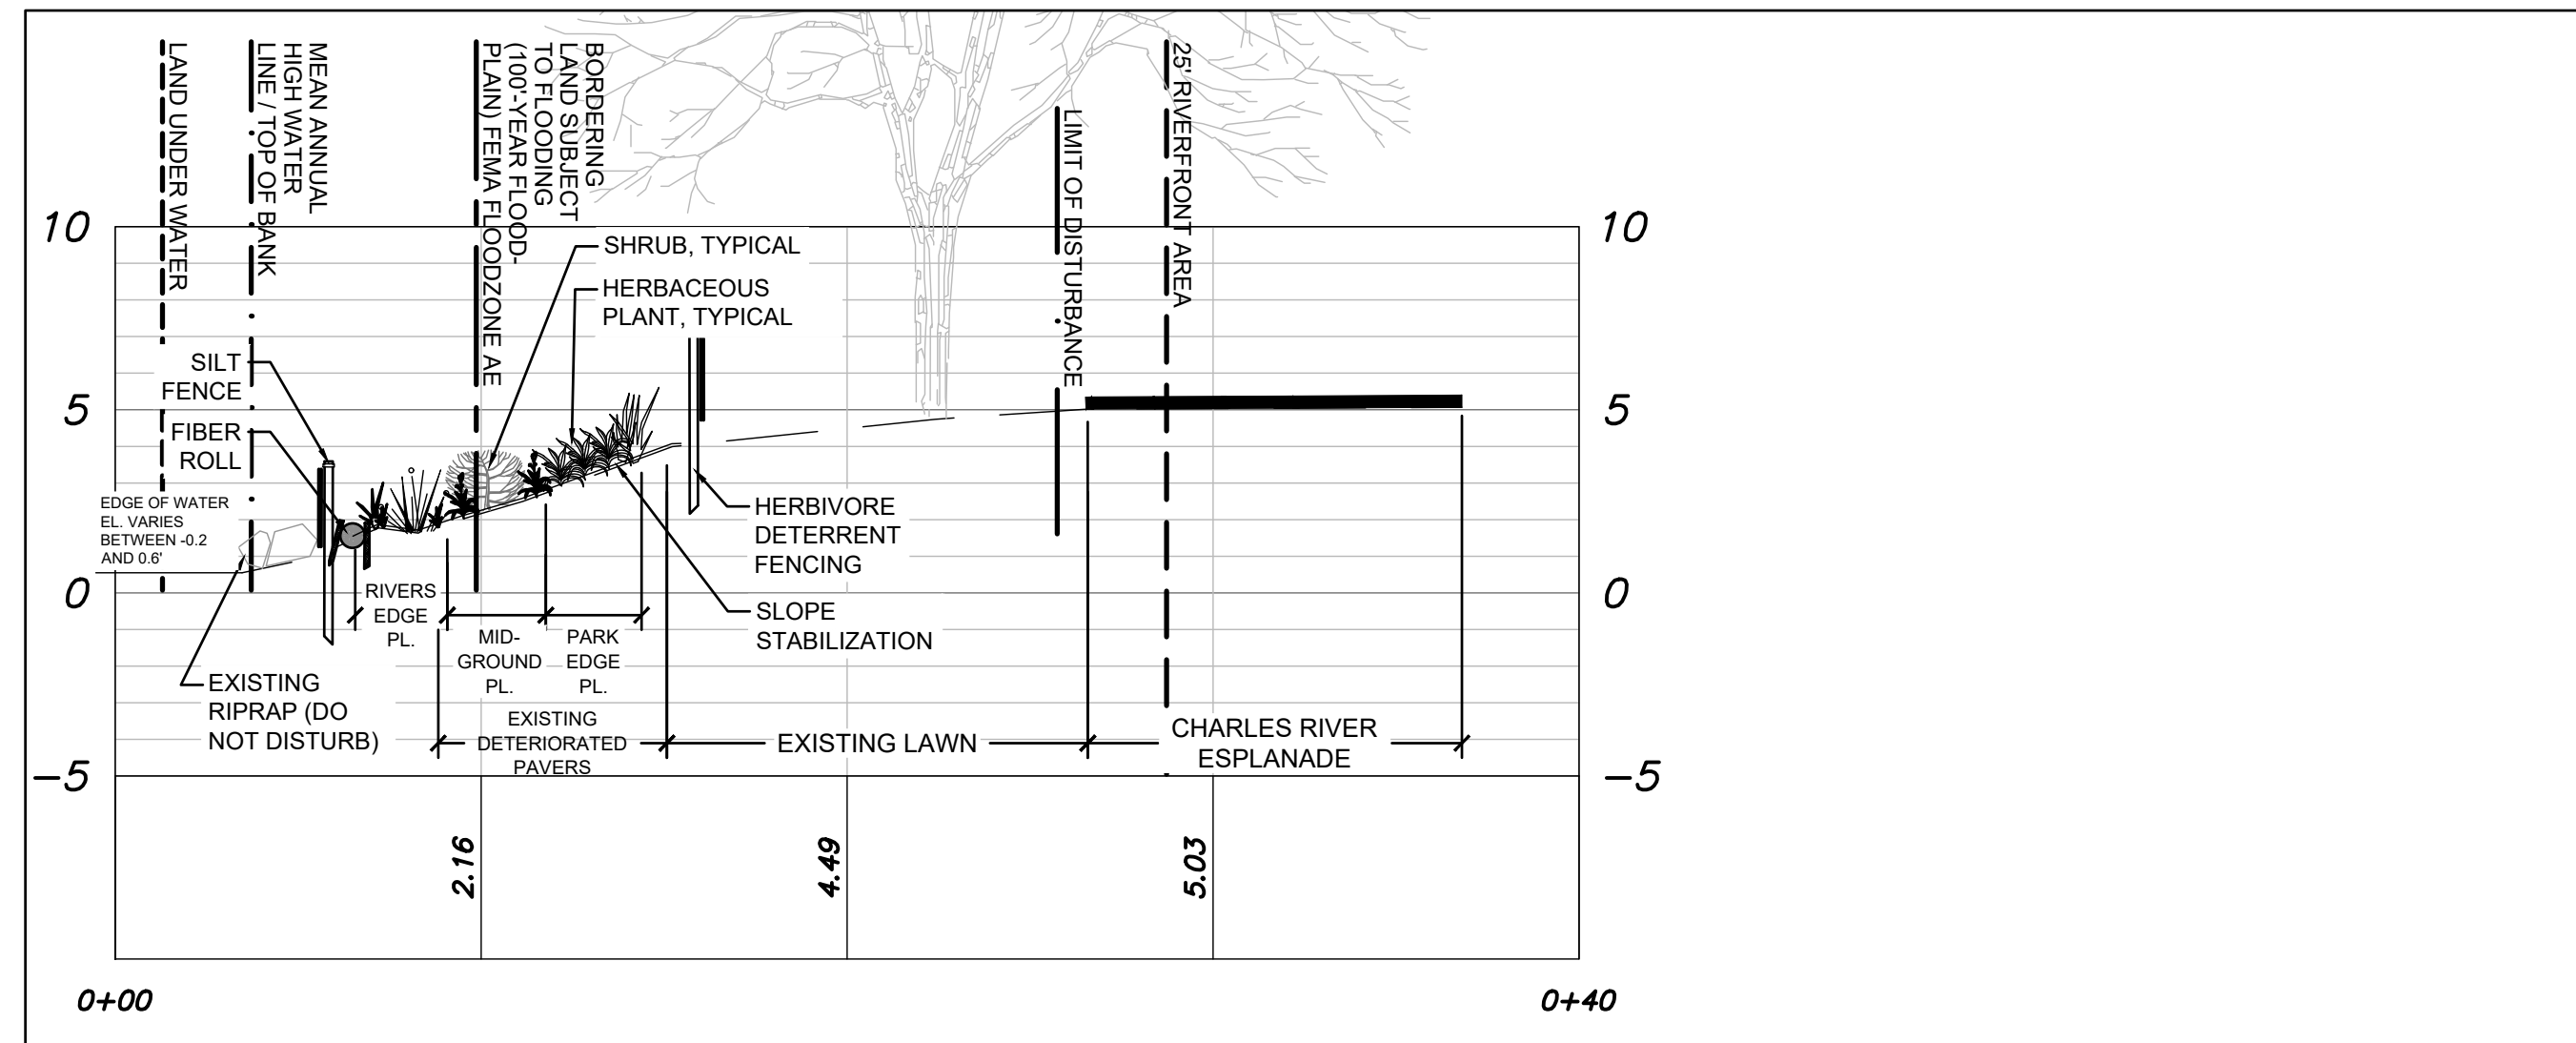 LAND UNDER WATER
MEAN ANNUAL
HIGH WATER
LINE / TOP OF BANK
BORDERING
LAND SUBJECT
TO FLOODING
(100'-YEAR FLOOD-
PLAIN) FEMA FLOODZONE AE
LIMIT OF DISTURBANCE
25' RIVERFRONT AREA
10
10
SHRUB, TYPICAL
HERBACEOUS
PLANT, TYPICAL
SILT
FENCE
5
5
FIBER
ROLL
EDGE OF WATER
EL. VARIES
BETWEEN -0.2
AND 0.6'
HERBIVORE
DETERRENT
FENCING
0
0
RIVERS
EDGE
PL.
MID-
GROUND
PL.
PARK
EDGE
PL.
SLOPE
STABILIZATION
EXISTING
RIPRAP (DO
NOT DISTURB)
EXISTING
DETERIORATED
PAVERS
EXISTING LAWN
CHARLES RIVER
ESPLANADE
-5
-5
2.16
4.49
5.03
0+00
0+40